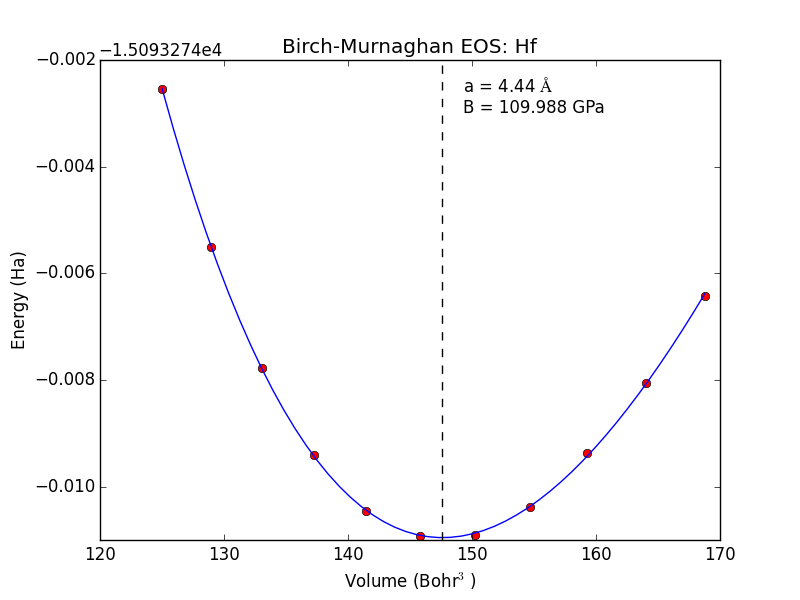 Birch-Murnaghan EOS: Hf
−1.5093274e4
a = 4.44 Å
B = 109.988 GPa
−0.002
−0.004
−0.006
−0.008
−0.010
Energy (Ha)
120 130 140 150 160 170
Volume (Bohr³ )